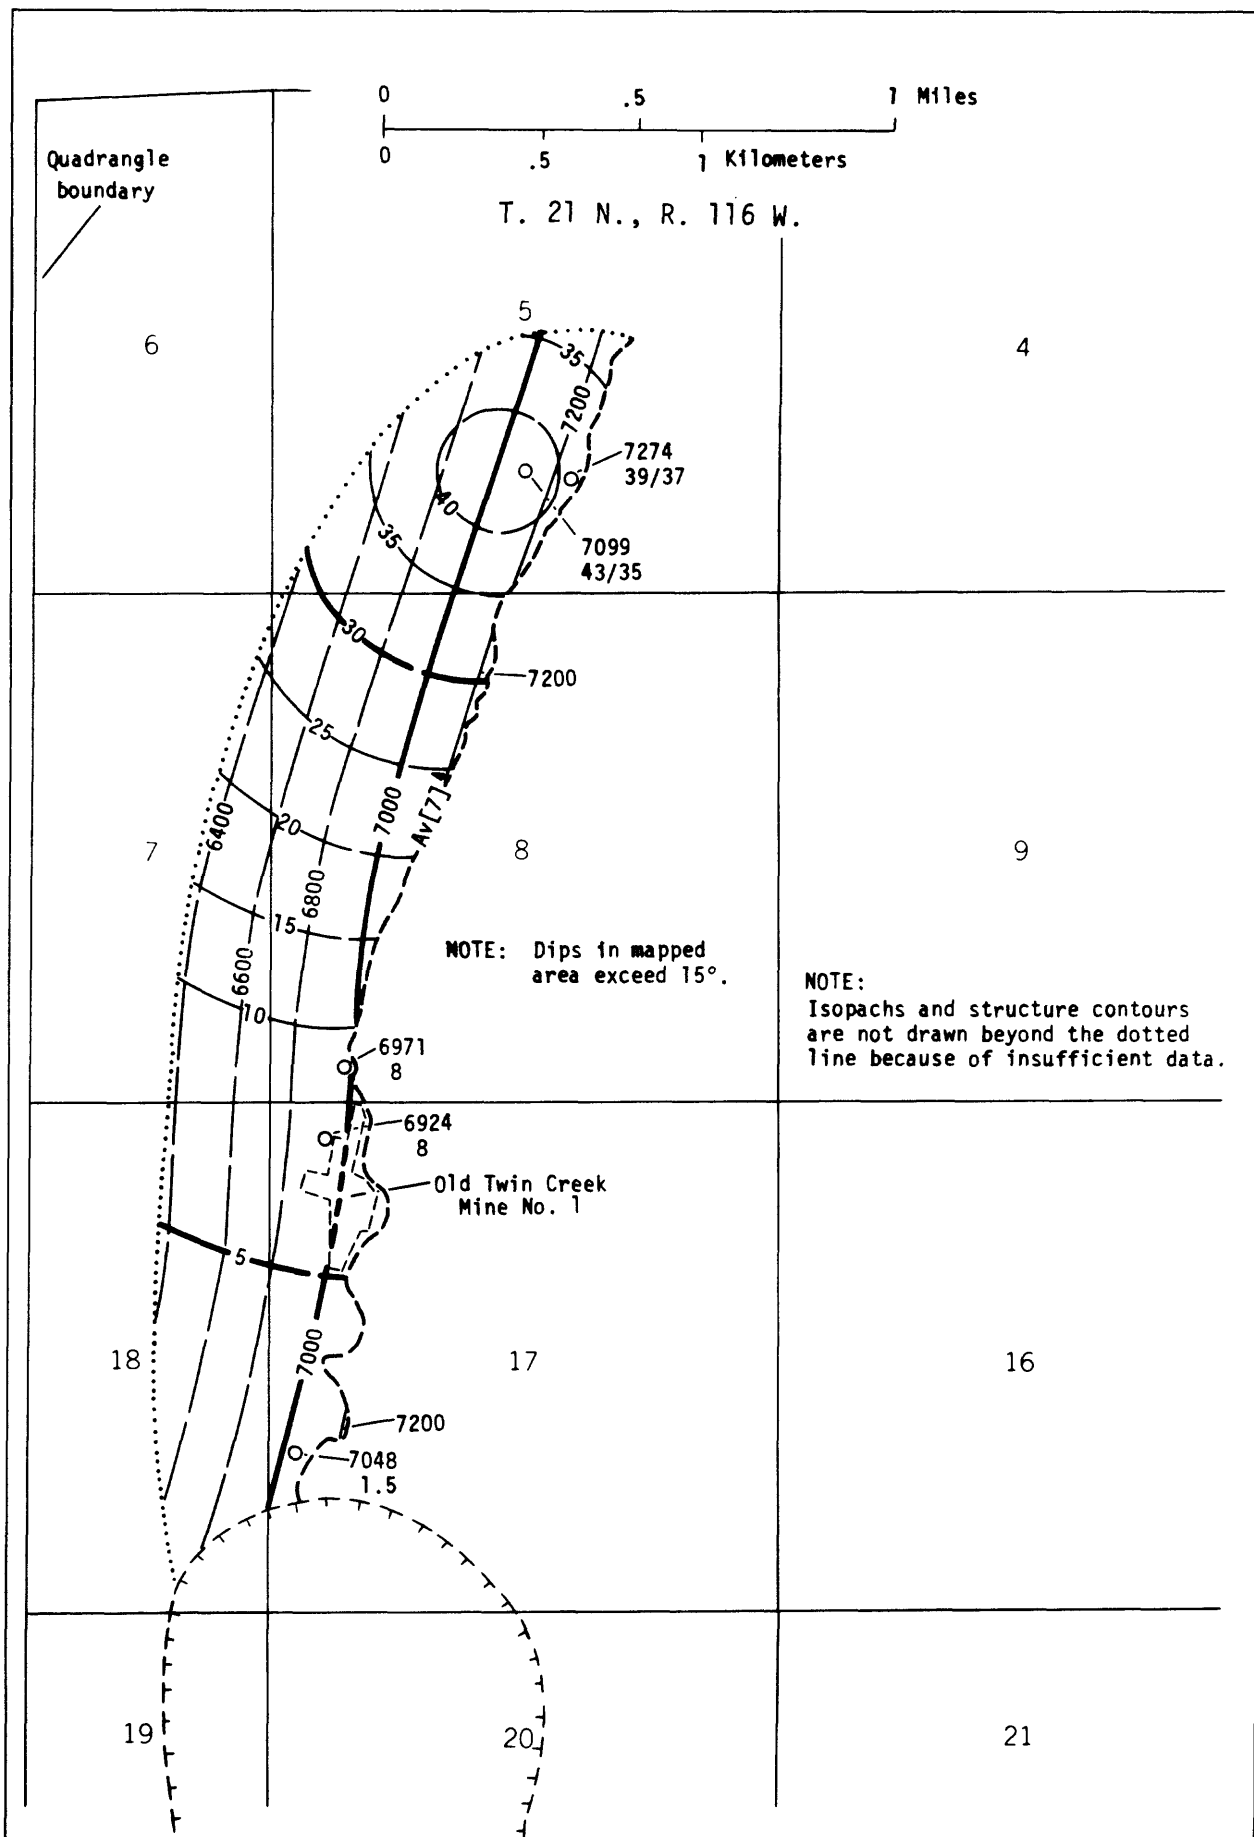 0 .5 1 Miles
0 .5 1 Kilometers
Quadrangle
boundary
T. 21 N., R. 116 W.
5
6
4
35
7200
7274
39/37
40
35
7099
43/35
30
7200
25
7000
Av[7]
6400
20
7
8
9
6800
15
NOTE: Dips in mapped
area exceed 15°.
6600
NOTE:
Isopachs and structure contours
are not drawn beyond the dotted
line because of insufficient data.
10
6971
8
6924
8
Old Twin Creek
Mine No. 1
5
7000
18
17
16
7200
7048
1.5
19
20
21